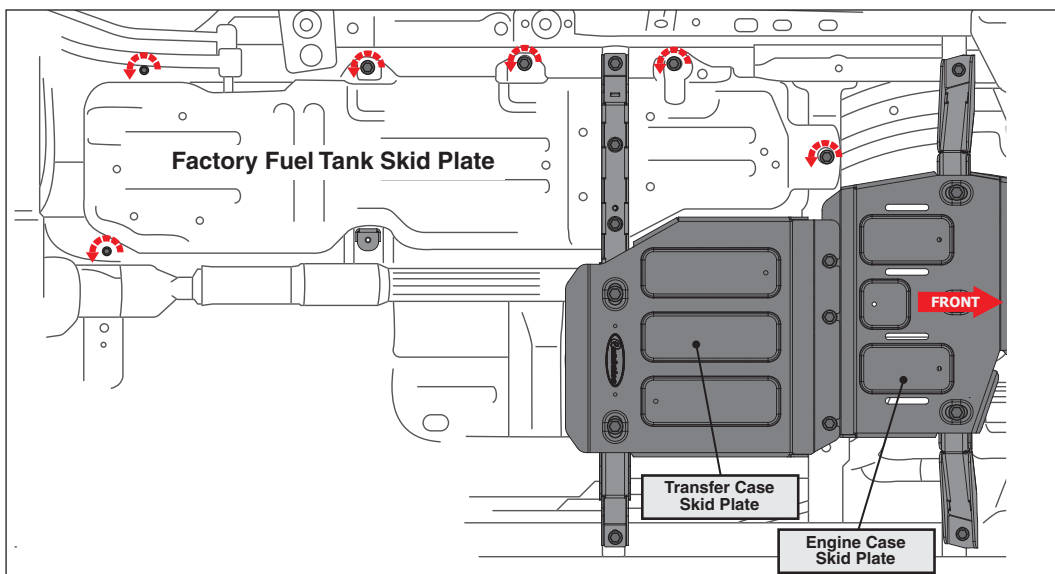 Factory Fuel Tank Skid Plate
FRONT
Transfer Case
Skid Plate
Engine Case
Skid Plate